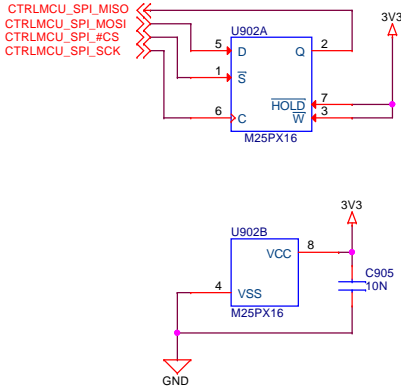 CTRLMCU_SPI_MISO
CTRLMCU_SPI_MOSI
CTRLMCU_SPI_#CS
CTRLMCU_SPI_SCK
U902A
3V3
5 D Q 2
1 S
HOLD 7
W 3
6 C
M25PX16
3V3
U902B
VCC 8
C905
10N
4 VSS
M25PX16
GND